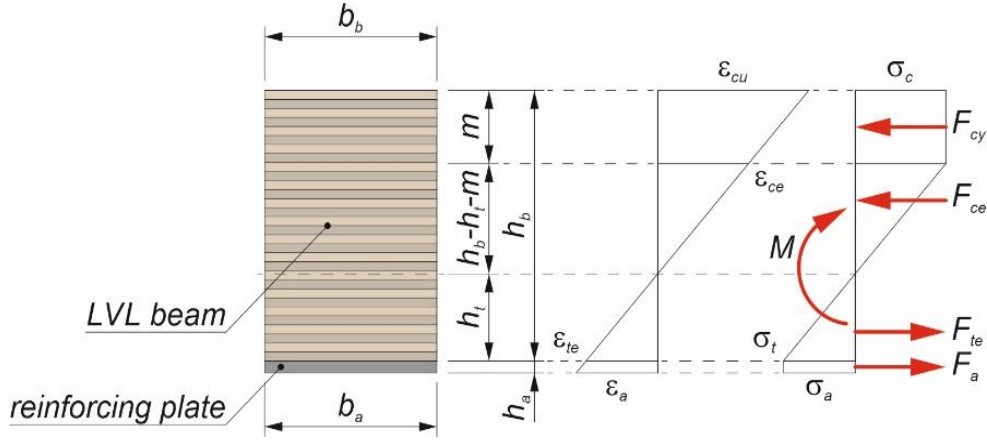 b_b
ε_cu
σ_c
m
F_cy
ε_ce
h_b-h_t-m
h_b
F_ce
M
LVL beam
h_t
ε_te
σ_t
F_te
F_a
reinforcing plate
b_a
h_a
ε_a
σ_a